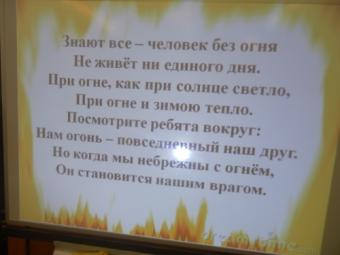 Знают все – человек без огня
Не живёт ни единого дня.
При огне, как при солнце светло,
При огне и зимою тепло.
Посмотрите ребята вокруг:
Нам огонь – повседневный наш друг.
Но когда мы небрежны с огнём,
Он становится нашим врагом.